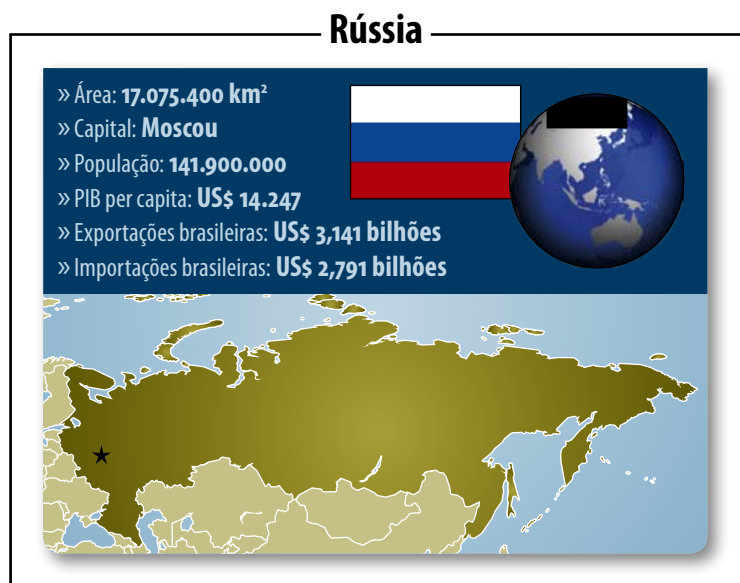 Rússia
» Área: 17.075.400 km²
» Capital: Moscou
» População: 141.900.000
» PIB per capita: US$ 14.247
» Exportações brasileiras: US$ 3,141 bilhões
» Importações brasileiras: US$ 2,791 bilhões